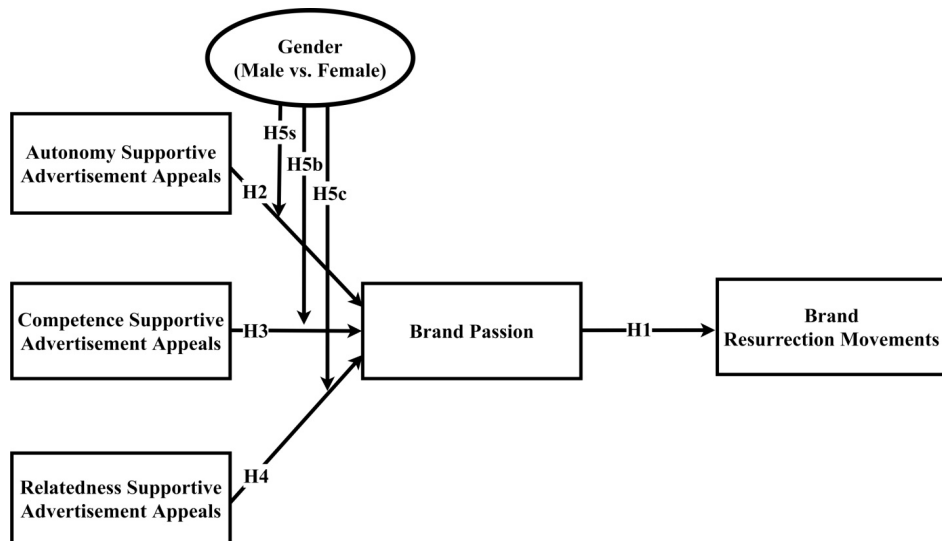 Gender
(Male vs. Female)
H5s
Autonomy Supportive
Advertisement Appeals
H5b
H2
H5c
Competence Supportive
Advertisement Appeals
H3
Brand Passion
H1
Brand
Resurrection Movements
H4
Relatedness Supportive
Advertisement Appeals